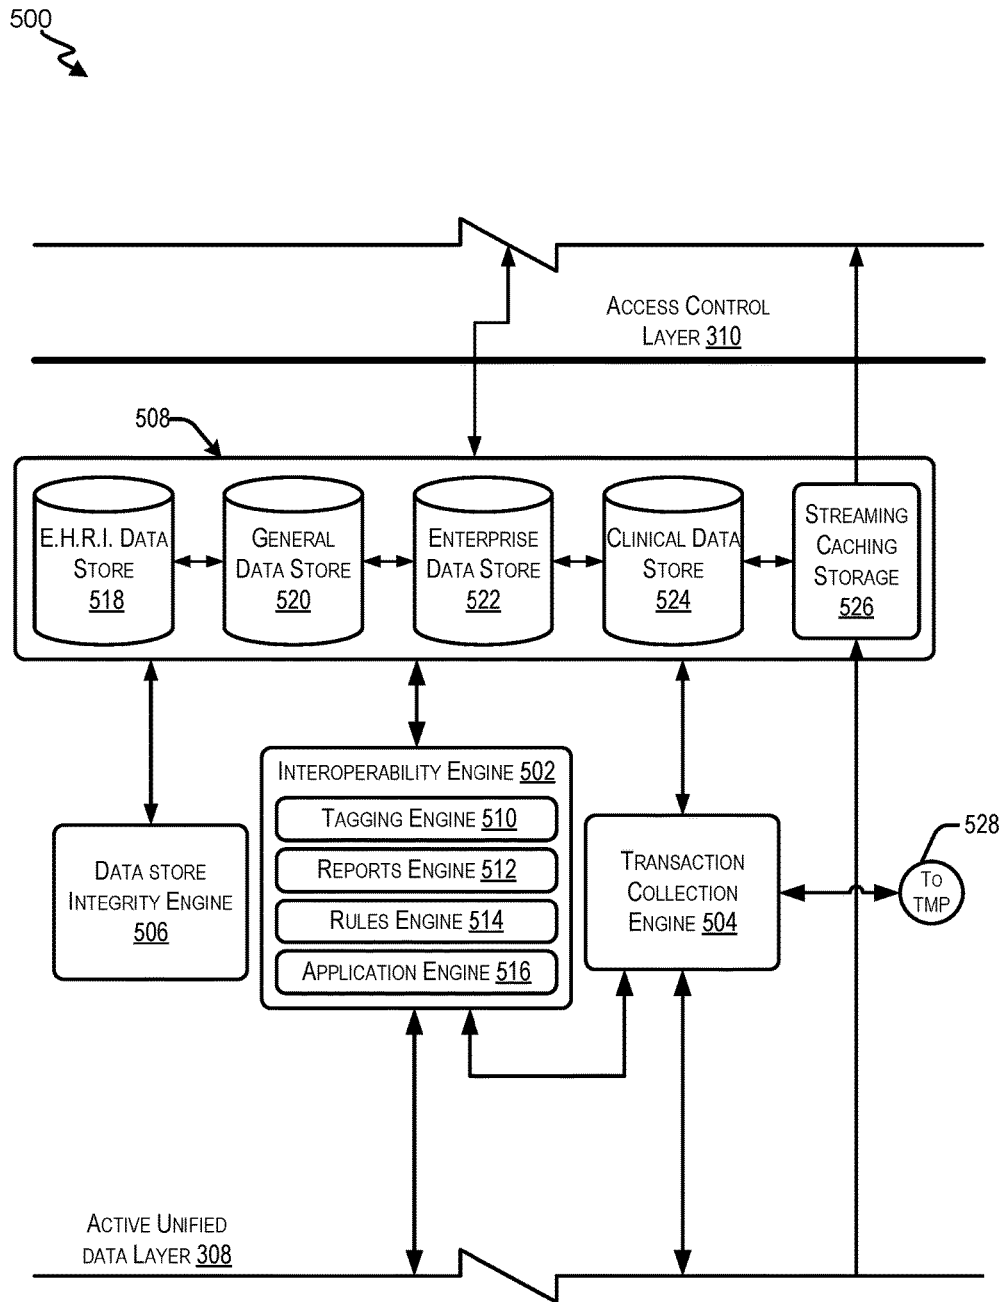 500
ACCESS CONTROL
LAYER 310
508
E.H.R.I. DATA
STORE
518
GENERAL
DATA STORE
520
ENTERPRISE
DATA STORE
522
CLINICAL DATA
STORE
524
STREAMING
CACHING
STORAGE
526
INTEROPERABILITY ENGINE 502
TAGGING ENGINE 510
REPORTS ENGINE 512
RULES ENGINE 514
APPLICATION ENGINE 516
DATA STORE
INTEGRITY ENGINE
506
TRANSACTION
COLLECTION
ENGINE 504
528
TO
TMP
ACTIVE UNIFIED
DATA LAYER 308